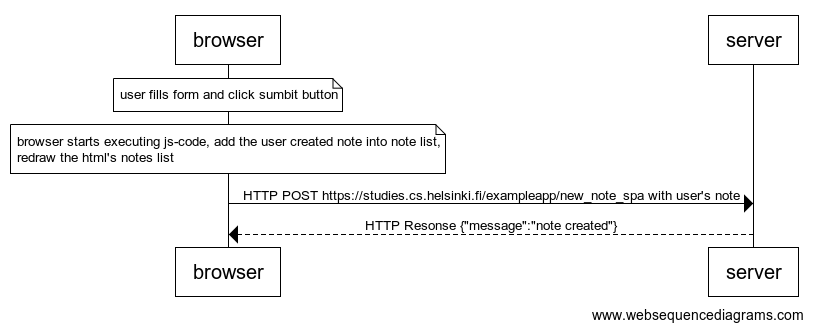 browser
server
user fills form and click sumbit button
browser starts executing js-code, add the user created note into note list,
redraw the html's notes list
HTTP POST https://studies.cs.helsinki.fi/exampleapp/new_note_spa with user's note
HTTP Resonse {"message":"note created"}
browser
server
www.websequencediagrams.com